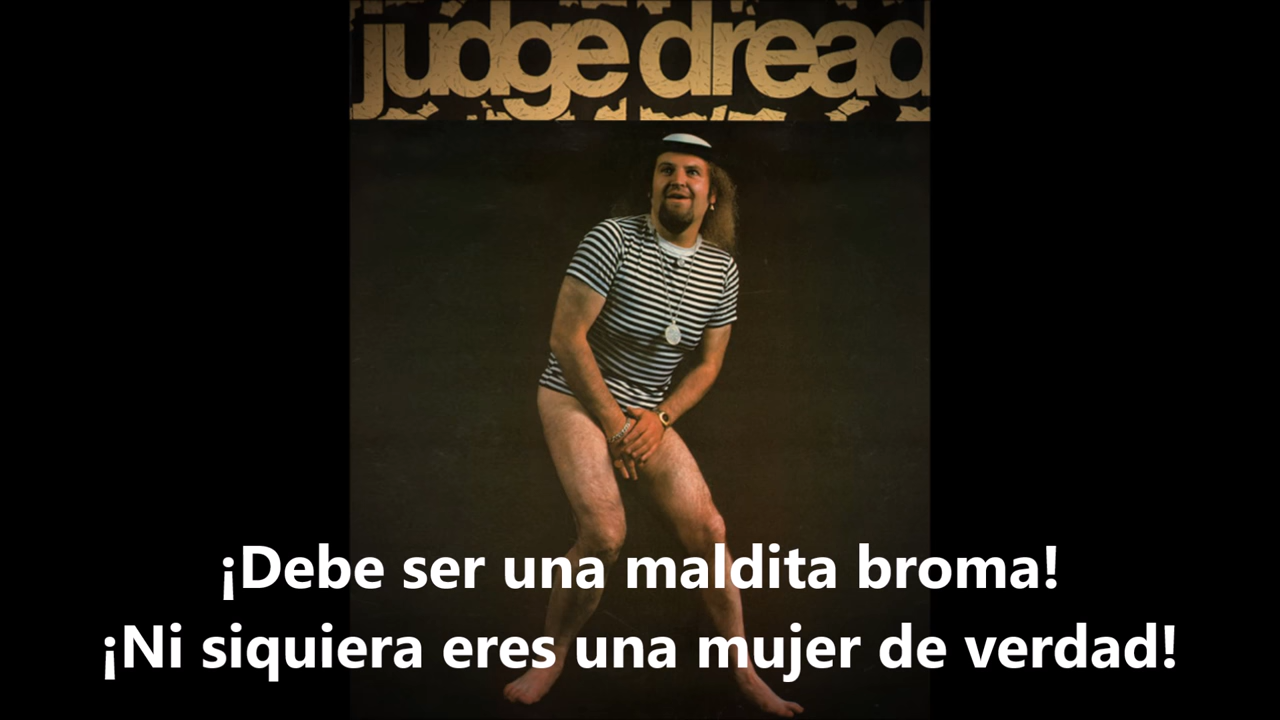 judge dread
¡Debe ser una maldita broma!
¡Ni siquiera eres una mujer de verdad!